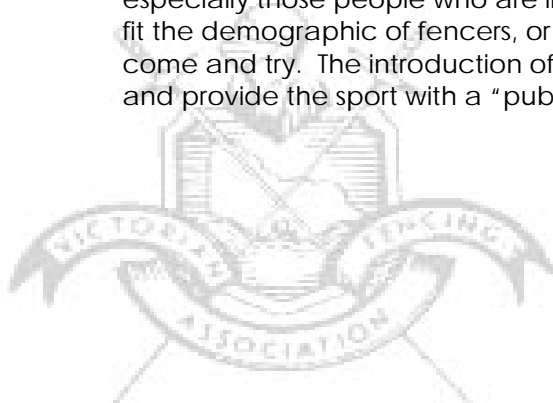 especially those people who are i
fit the demographic of fencers, or
come and try. The introduction of
and provide the sport with a “pub
VICTORIAN FENCING
ASSOCIATION